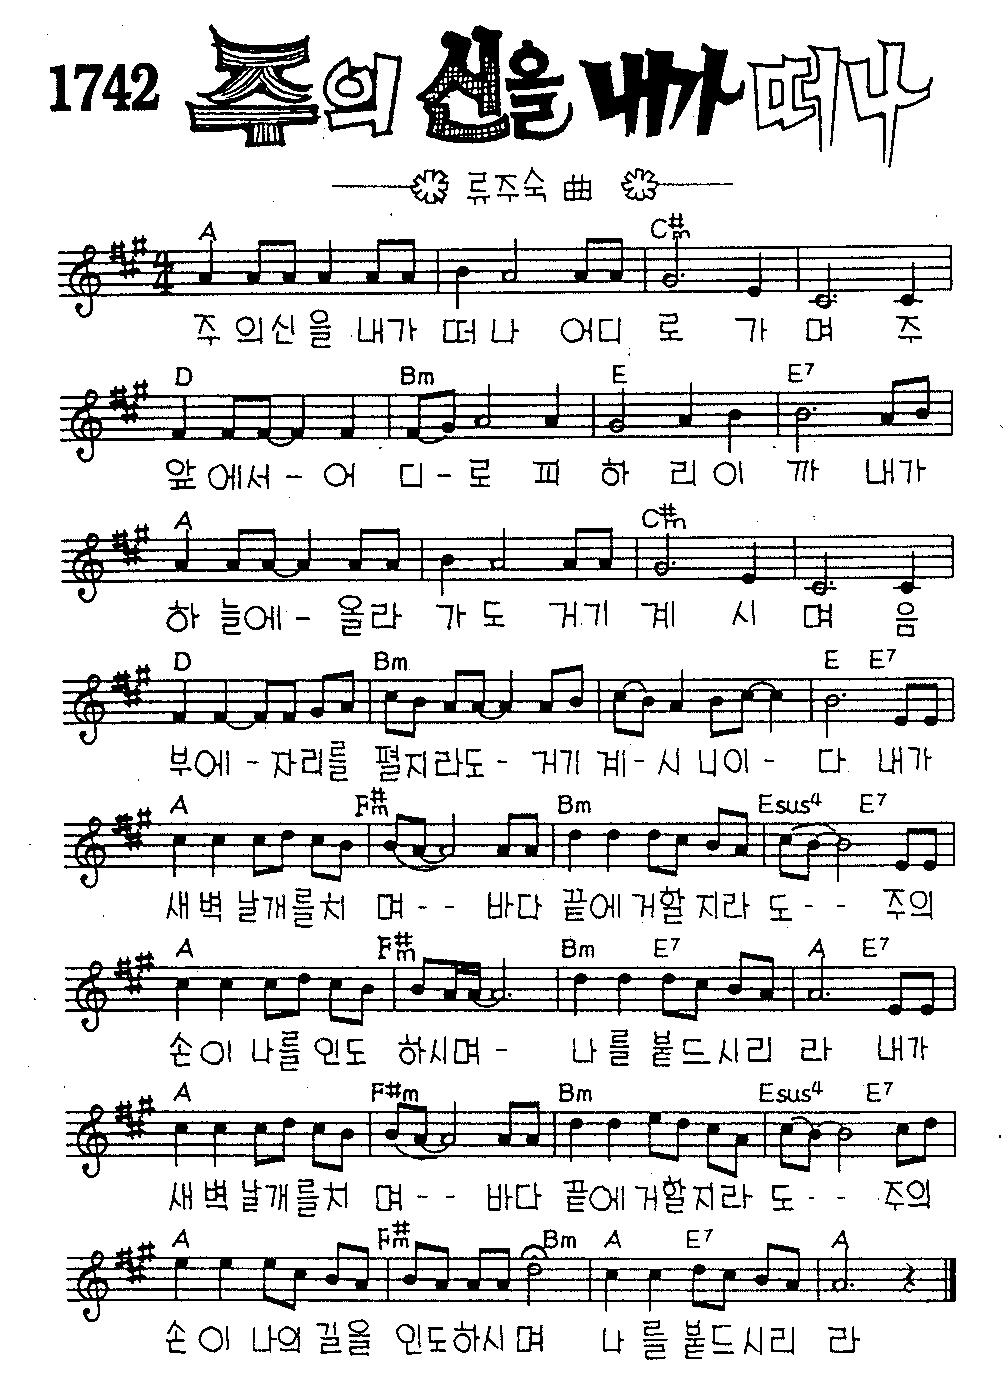 1742 주의 신을 내가 떠나
류주숙 曲
A C#m
주 의신을 내가 떠나 어디 로 가 며 주
D Bm E E7
앞에서-어 디-로 피 하 리이 까 내가
A C#m
하 늘에-올라 가도 거기 계 시 며 음
D Bm E E7
부에-자리를 펼지라도-거기 계-시 니이-다 내가
A F#m Bm Esus4 E7
새벽 날개를치 며-- 바다 끝에 거할 지라 도-- 주의
A F#m Bm E7 A E7
손이 나를 인도 하시며- 나를 붙드시리 라 내가
A F#m Bm Esus4 E7
새벽 날개를치 며-- 바다 끝에 거할지라 도-- 주의
A F#m Bm A E7 A
손이 나의 길을 인도하시며 나를 붙드시리 라